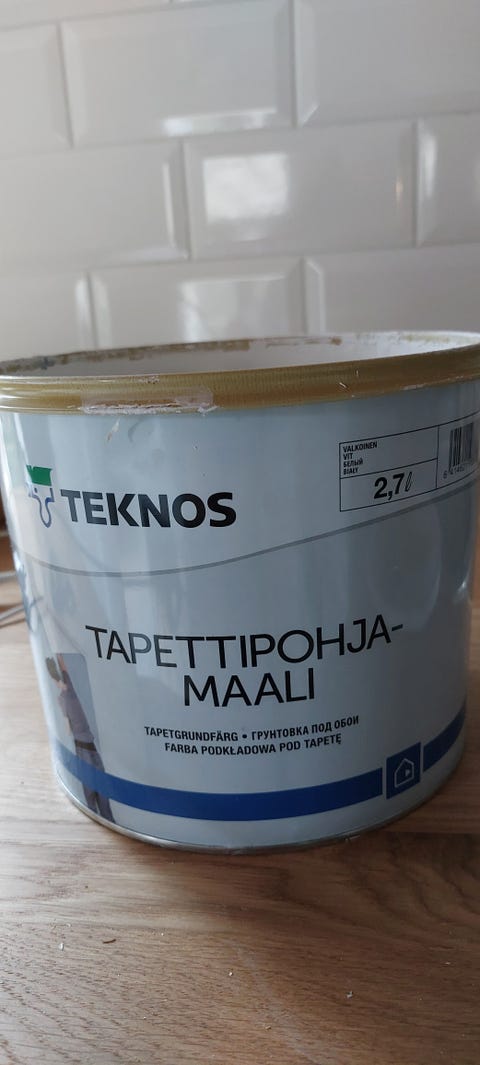 VALKOINEN
VIT
БЕЛЫЙ
BIAŁY
2,7 l
TEKNOS
TAPETTIPOHJA-
MAALI
TAPETGRUNDFÄRG • ГРУНТОВКА ПОД ОБОИ
FARBA PODKŁADOWA POD TAPETĘ